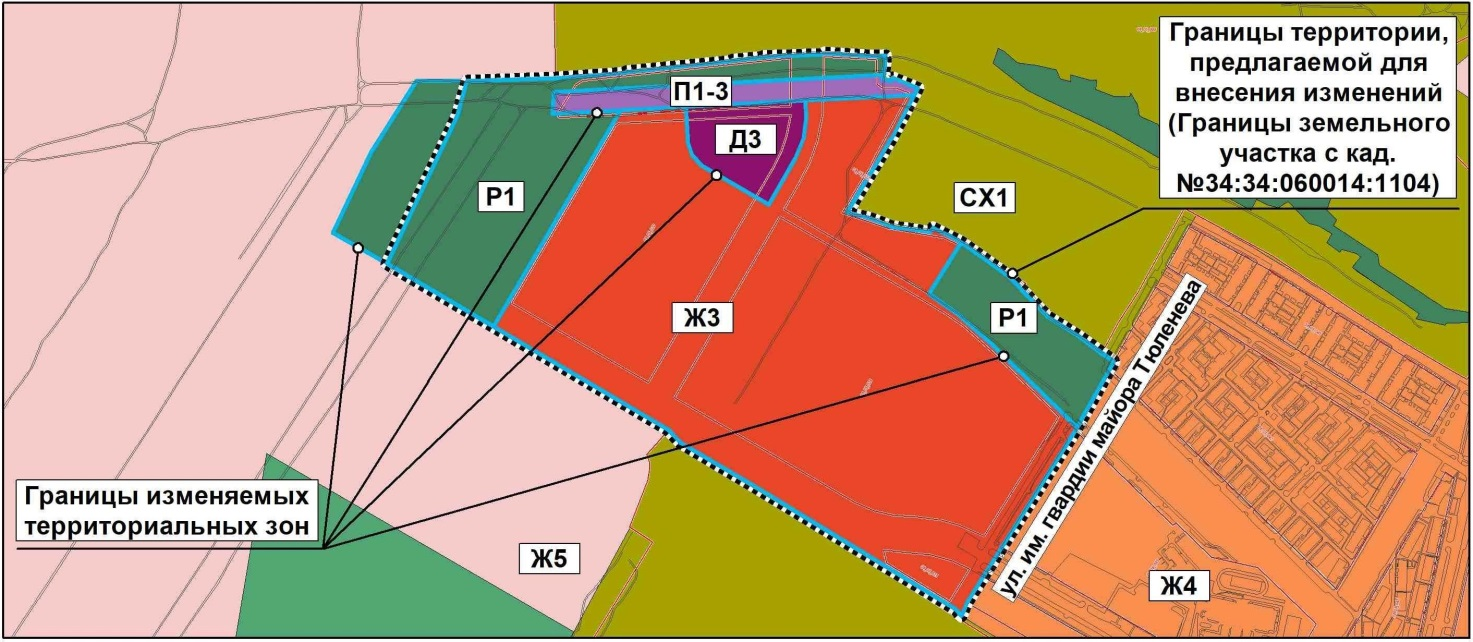 Границы территории,
предлагаемой для
внесения изменений
(Границы земельного
участка с кад.
№34:34:060014:1104)
П1-3
Д3
Р1
СХ1
Ж3
Р1
ул. им. гвардии майора Тюленева
Границы изменяемых
территориальных зон
Ж5
Ж4